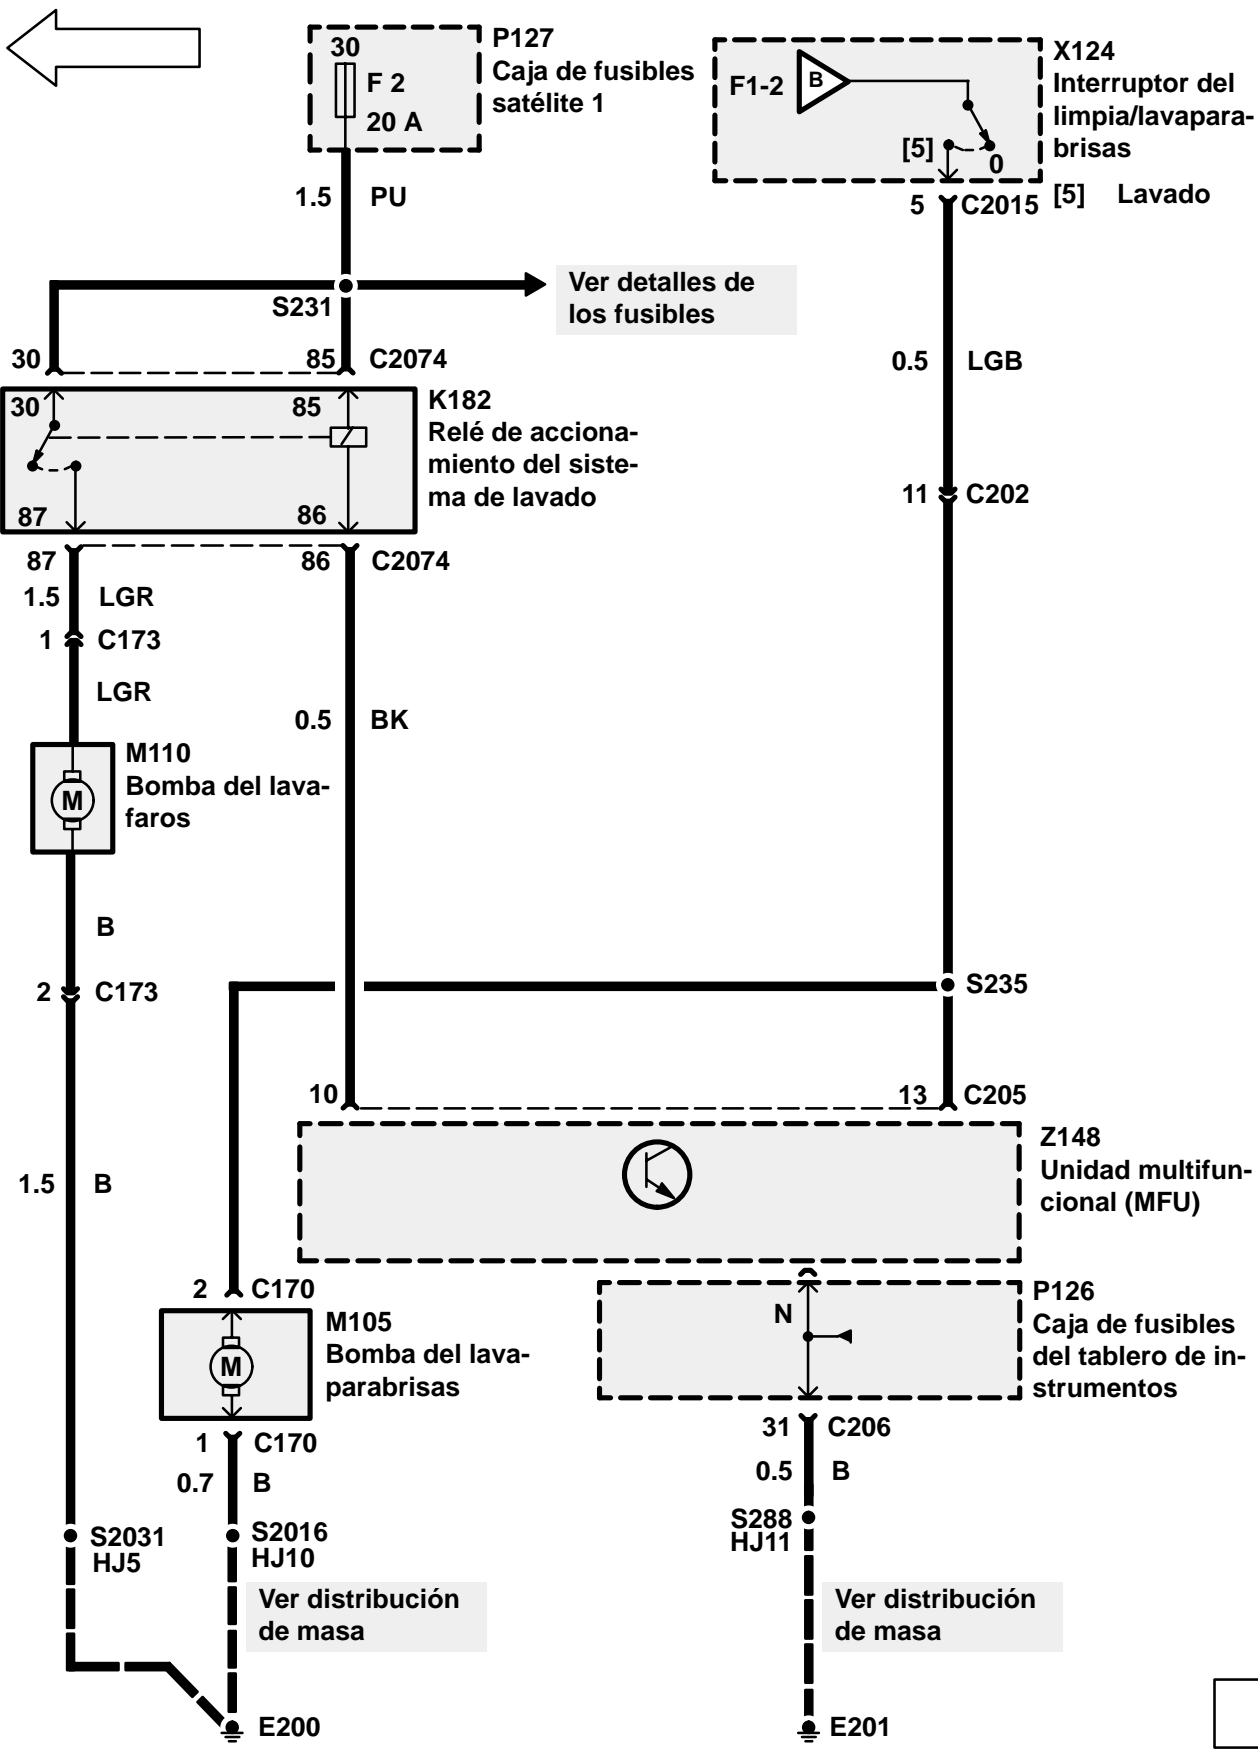 30
F 2
20 A
P127
Caja de fusibles
satélite 1
F1-2
B
[5]
0
X124
Interruptor del
limpia/lavapara-
brisas
[5] Lavado
1.5 PU
5 C2015
S231
Ver detalles de
los fusibles
30
85 C2074
0.5 LGB
30
85
87
86
K182
Relé de acciona-
miento del siste-
ma de lavado
11 C202
87
86 C2074
1.5 LGR
1 C173
LGR
0.5 BK
M
M110
Bomba del lava-
faros
B
2 C173
S235
10
13 C205
1.5 B
Z148
Unidad multifun-
cional (MFU)
2 C170
M
M105
Bomba del lava-
parabrisas
N
P126
Caja de fusibles
del tablero de in-
strumentos
1 C170
0.7 B
31 C206
0.5 B
S2031
HJ5
S2016
HJ10
S288
HJ11
Ver distribución
de masa
Ver distribución
de masa
E200
E201